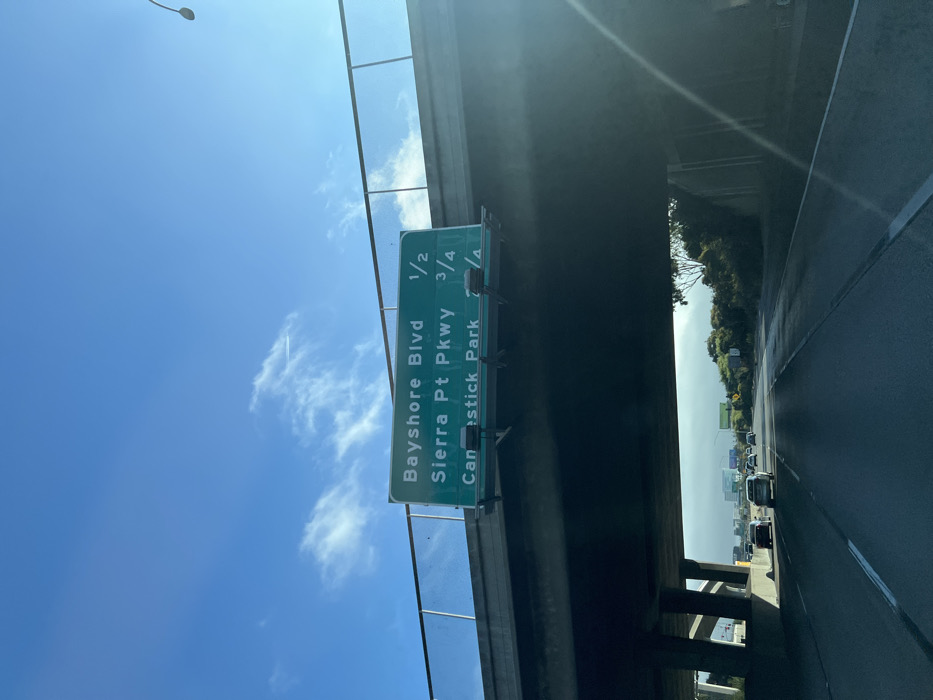 Bayshore Blvd 1/2
Sierra Pt Pkwy 3/4
Park